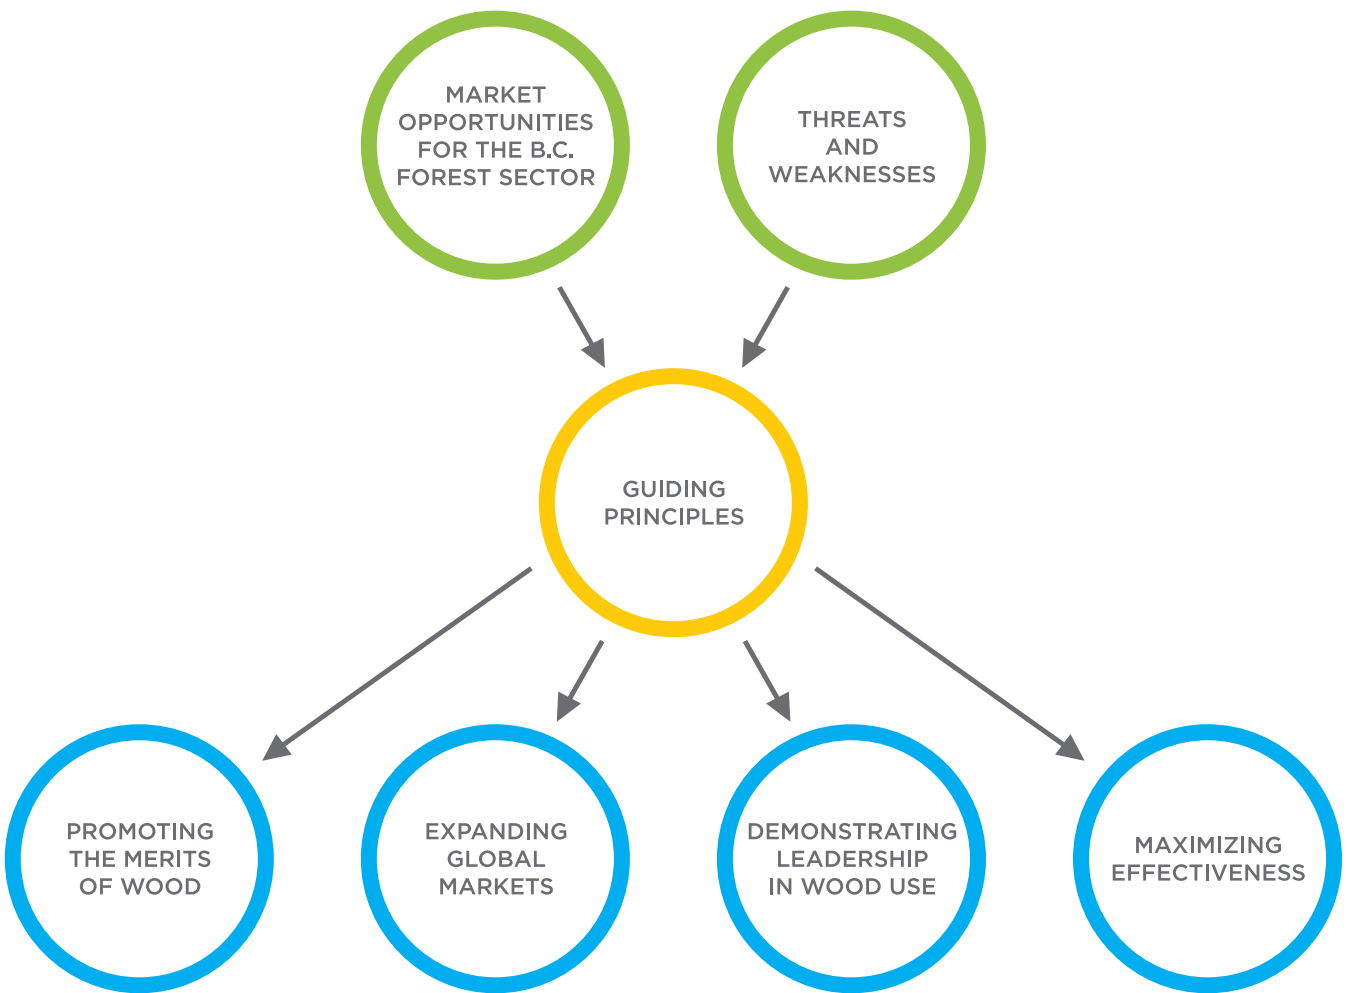 MARKET
OPPORTUNITIES
FOR THE B.C.
FOREST SECTOR
THREATS
AND
WEAKNESSES
GUIDING
PRINCIPLES
PROMOTING
THE MERITS
OF WOOD
EXPANDING
GLOBAL
MARKETS
DEMONSTRATING
LEADERSHIP
IN WOOD USE
MAXIMIZING
EFFECTIVENESS